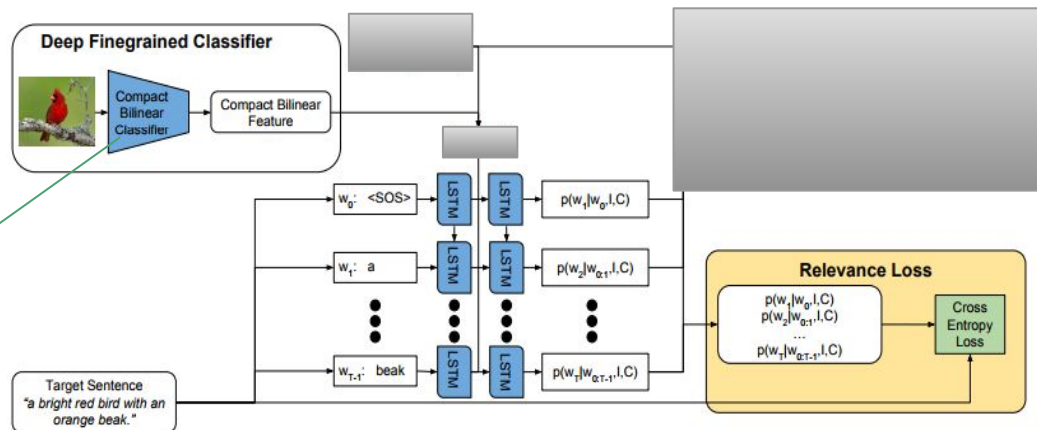 Deep Finegrained Classifier
Compact
Bilinear
Classifier
Compact Bilinear
Feature
w0: <SOS>
LSTM
LSTM
p(w1|w0,I,C)
w1: a
LSTM
LSTM
p(w2|w0:1,I,C)
wT-1: beak
LSTM
LSTM
p(wT|w0:T-1,I,C)
Target Sentence
"a bright red bird with an
orange beak."
Relevance Loss
p(w1|w0,I,C)
p(w2|w0:1,I,C)
...
p(wT|w0:T-1,I,C)
Cross
Entropy
Loss